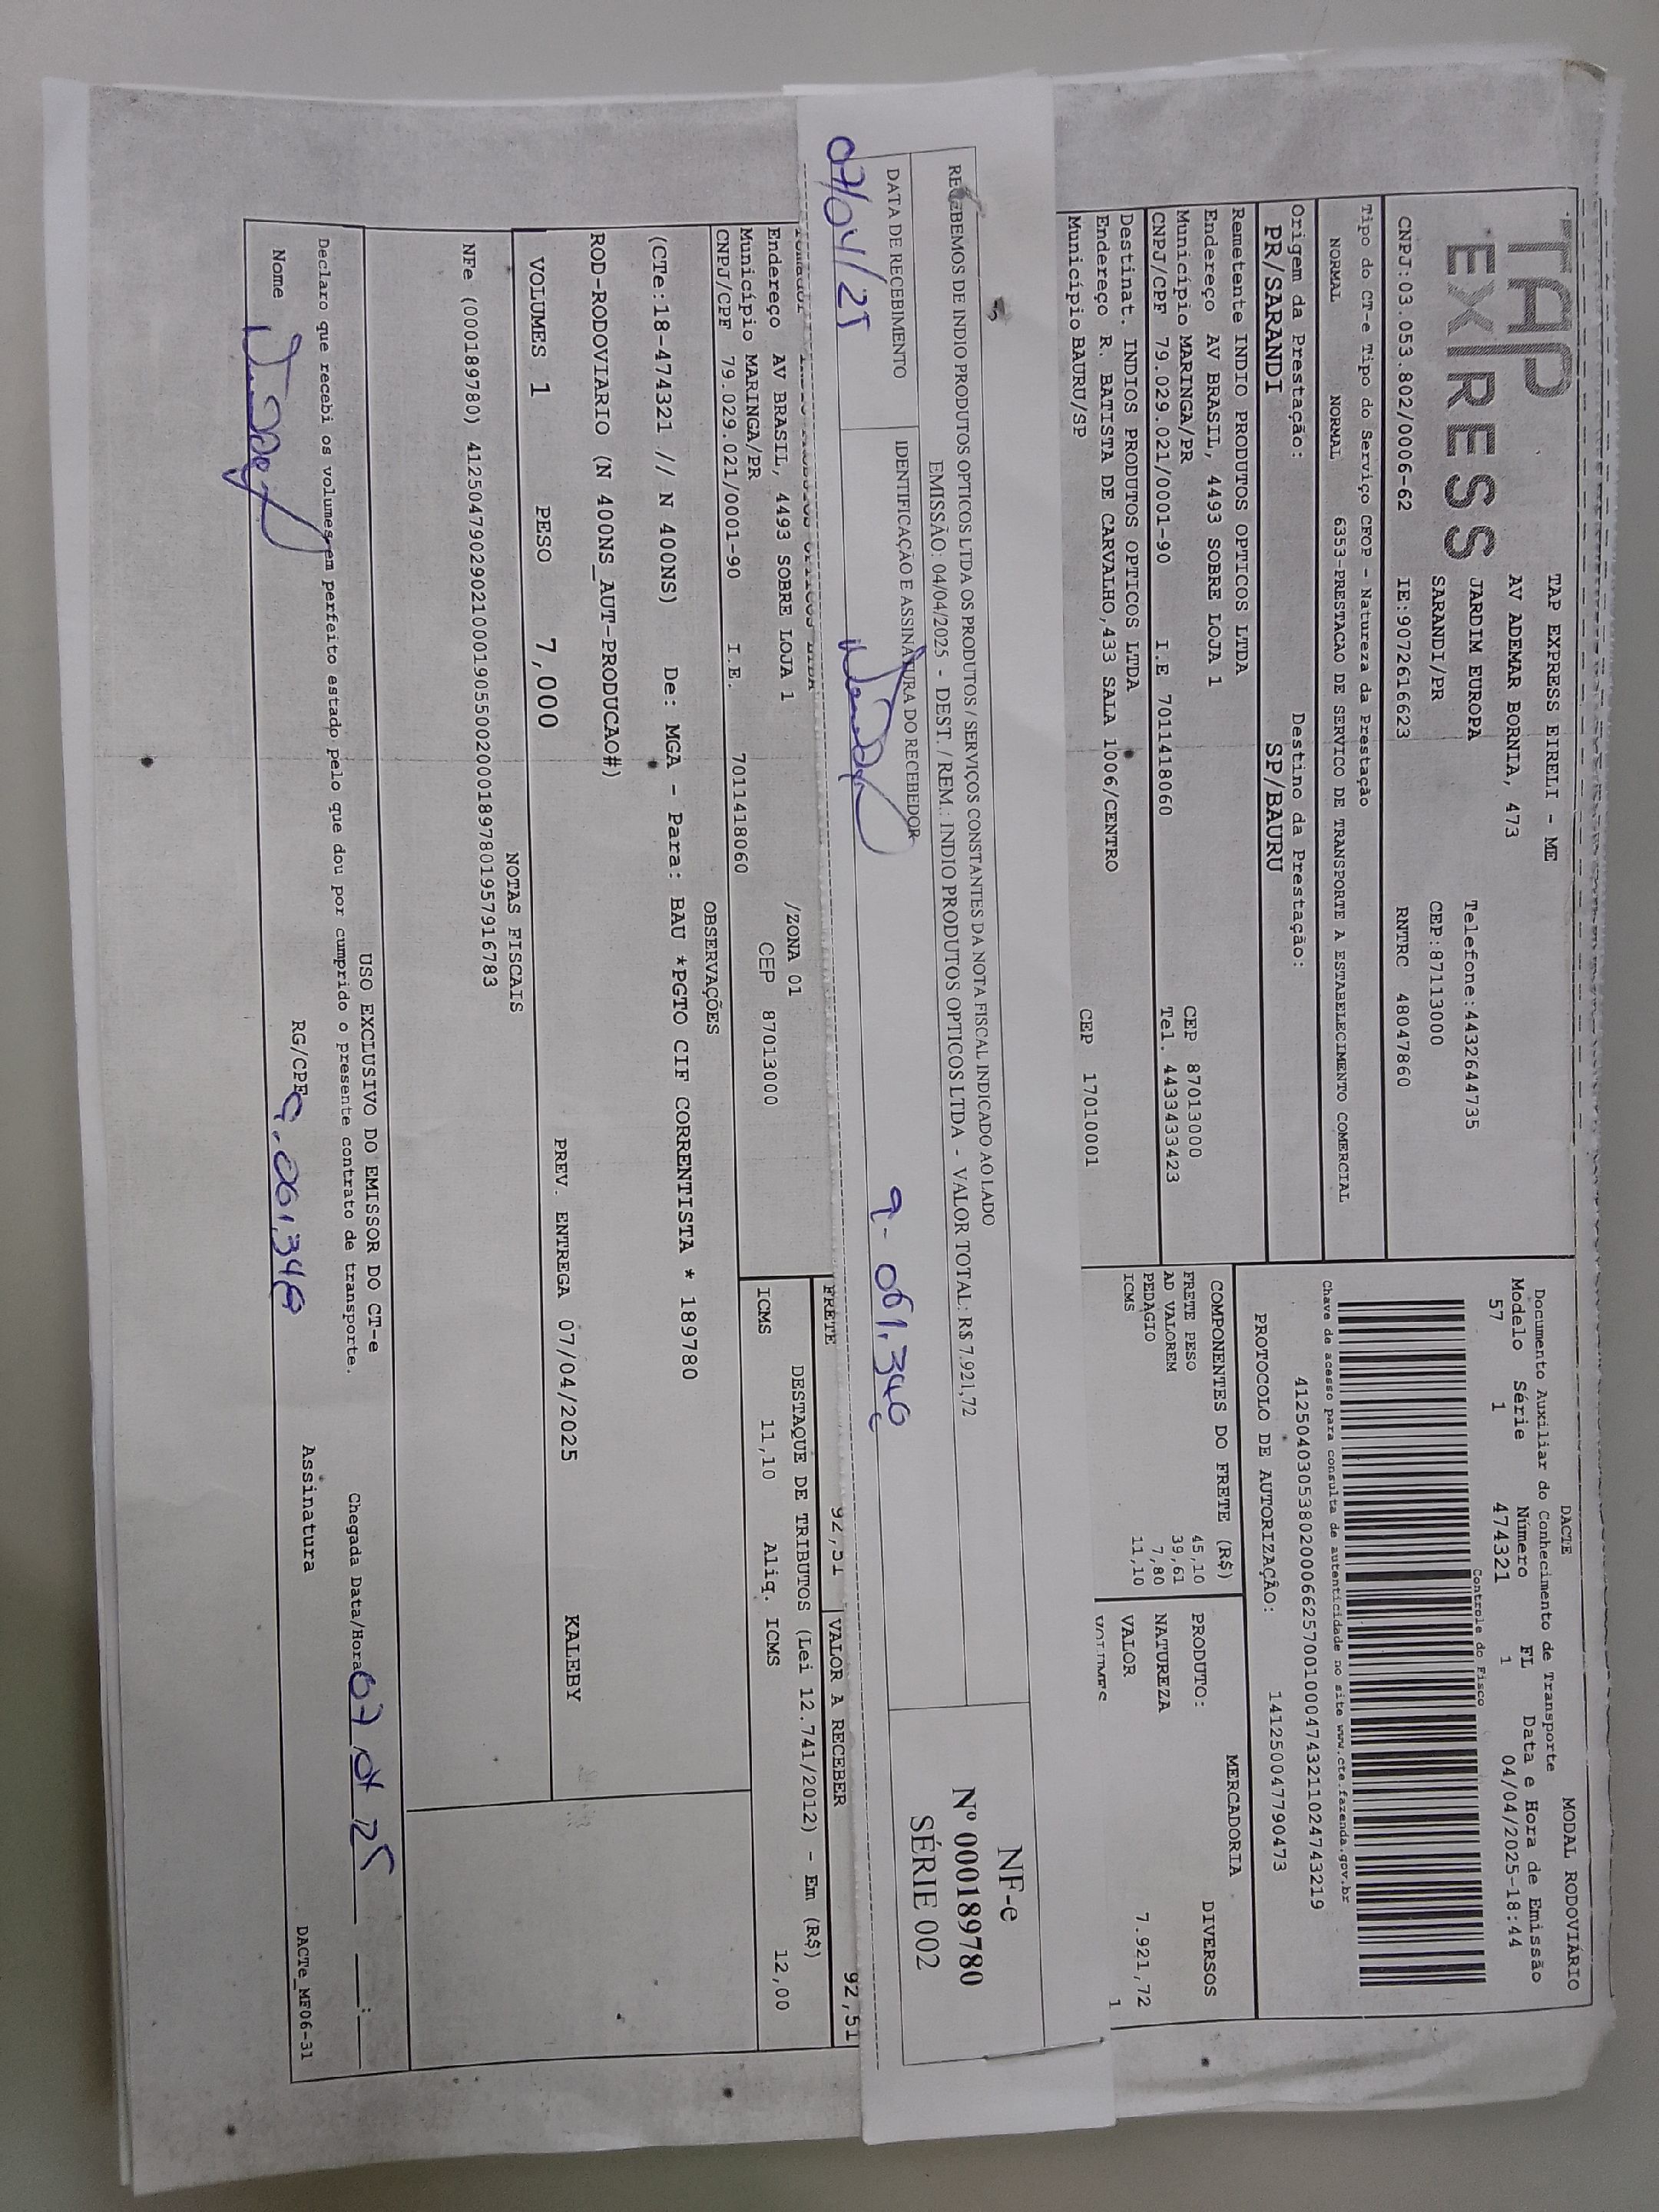 TAP
EXPRESS
TAP EXPRESS EIRELI - ME
AV ADEMAR BORNIA, 473
JARDIM EUROPA
SARANDI/PR
Telefone:4432644735
CEP:87113000
CNPJ:03.053.802/0006-62 IE:9072616623 RNTRC 48047860
DACTE MODAL RODOVIÁRIO
Documento Auxiliar do Conhecimento de Transporte
Modelo Série Número FL Data e Hora de Emissão
57 1 474321 1 04/04/2025-18:44
Controle do Fisco
Chave de acesso para consulta de autenticidade no site www.cte.fazenda.gov.br
41250403053802000662570010004743211024743219
PROTOCOLO DE AUTORIZAÇÃO: 141250047790473
Tipo do CT-e Tipo do Serviço CFOP - Natureza da Prestação
NORMAL NORMAL 6353-PRESTACAO DE SERVICO DE TRANSPORTE A ESTABELECIMENTO COMERCIAL
Origem da Prestação: Destino da Prestação:
PR/SARANDI SP/BAURU
Remetente INDIO PRODUTOS OPTICOS LTDA
Endereço AV BRASIL, 4493 SOBRE LOJA 1
Município MARINGA/PR CEP 87013000
CNPJ/CPF 79.029.021/0001-90 I.E 7011418060 Tel. 443343423
Destinat. INDIOS PRODUTOS OPTICOS LTDA
Endereço R. BATISTA DE CARVALHO,433 SALA 1006/CENTRO
Município BAURU/SP CEP 17010001
COMPONENTES DO FRETE (R$)
FRETE PESO 45,10
AD VALOREM 39,61
PEDAGIO 7,80
ICMS 11,10
MERCADORIA
PRODUTO: DIVERSOS
NATUREZA
VALOR 7.921,72
VOLUMES 1
RECEBEMOS DE INDIO PRODUTOS OPTICOS LTDA OS PRODUTOS / SERVIÇOS CONSTANTES DA NOTA FISCAL INDICADO AO LADO
EMISSÃO: 04/04/2025 - DEST. / REM.: INDIO PRODUTOS OPTICOS LTDA - VALOR TOTAL: R$ 7.921,72
DATA DE RECEBIMENTO IDENTIFICAÇÃO E ASSINATURA DO RECEBEDOR
07/04/25
NF-e
Nº 000189780
SÉRIE 002
FRETE 92,51 VALOR A RECEBER 92,51
Endereço AV BRASIL, 4493 SOBRE LOJA 1 /ZONA 01
Município MARINGA/PR CEP 87013000
CNPJ/CPF 79.029.021/0001-90 I.E. 7011418060
DESTAQUE DE TRIBUTOS (Lei 12.741/2012) - Em (R$)
ICMS 11,10 Aliq. ICMS 12,00
OBSERVAÇÕES
(CTe:18-474321 // N 400NS) De: MGA - Para: BAU *PGTO CIF CORRENTISTA * 189780
ROD-RODOVIARIO (N 400NS_AUT-PRODUCAO#)
VOLUMES 1 PESO 7,000 PREV. ENTREGA 07/04/2025 KALEBY
NOTAS FISCAIS
NFe (000189780) 41250479029021000190550020001897801957916783
USO EXCLUSIVO DO EMISSOR DO CT-e
Declaro que recebi os volumes em perfeito estado pelo que dou por cumprido o presente contrato de transporte.
Chegada Data/Hora 07 04 25 :
Nome RG/CPF Assinatura
DACTe_MF06-31